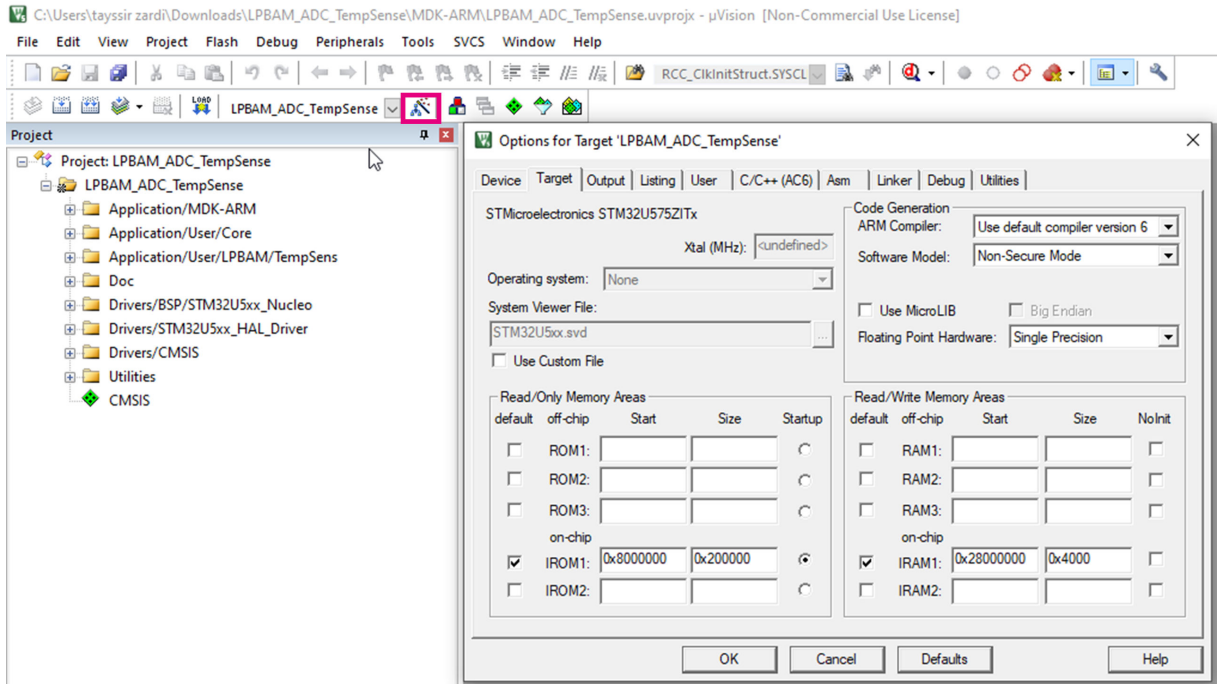 C:\Users\tayssir zardi\Downloads\LPBAM_ADC_TempSense\MDK-ARM\LPBAM_ADC_TempSense.uvprojx - µVision [Non-Commercial Use License]
File Edit View Project Flash Debug Peripherals Tools SVCS Window Help
RCC_ClkInitStruct.SYSCL
LOAD LPBAM_ADC_TempSense
Project
Project: LPBAM_ADC_TempSense
LPBAM_ADC_TempSense
Application/MDK-ARM
Application/User/Core
Application/User/LPBAM/TempSens
Doc
Drivers/BSP/STM32U5xx_Nucleo
Drivers/STM32U5xx_HAL_Driver
Drivers/CMSIS
Utilities
CMSIS
Options for Target 'LPBAM_ADC_TempSense'
Device Target Output Listing User C/C++ (AC6) Asm Linker Debug Utilities
STMicroelectronics STM32U575ZITx
Xtal (MHz): <undefined>
Operating system: None
System Viewer File:
STM32U5xx.svd
...
Use Custom File
Code Generation
ARM Compiler: Use default compiler version 6
Software Model: Non-Secure Mode
Use MicroLIB Big Endian
Floating Point Hardware: Single Precision
Read/Only Memory Areas
default off-chip Start Size Startup
ROM1:
ROM2:
ROM3:
on-chip
IROM1: 0x8000000 0x200000
IROM2:
Read/Write Memory Areas
default off-chip Start Size NoInit
RAM1:
RAM2:
RAM3:
on-chip
IRAM1: 0x28000000 0x4000
IRAM2:
OK Cancel Defaults Help